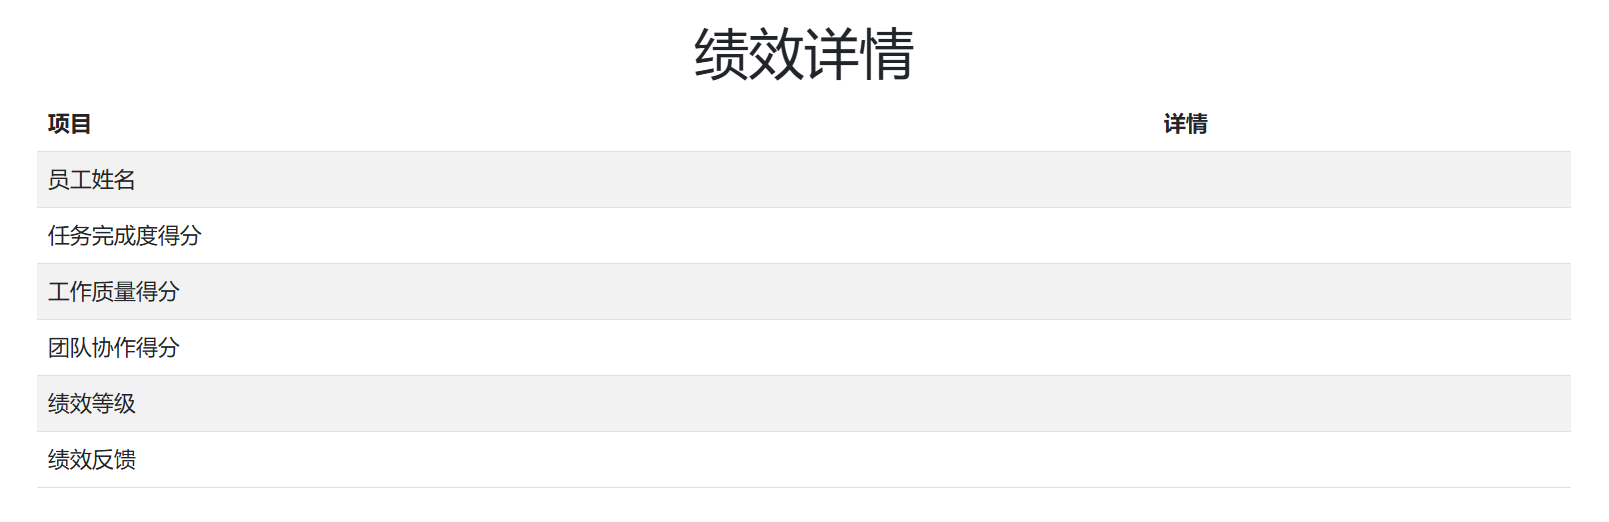 绩效详情
项目 详情
员工姓名
任务完成度得分
工作质量得分
团队协作得分
绩效等级
绩效反馈